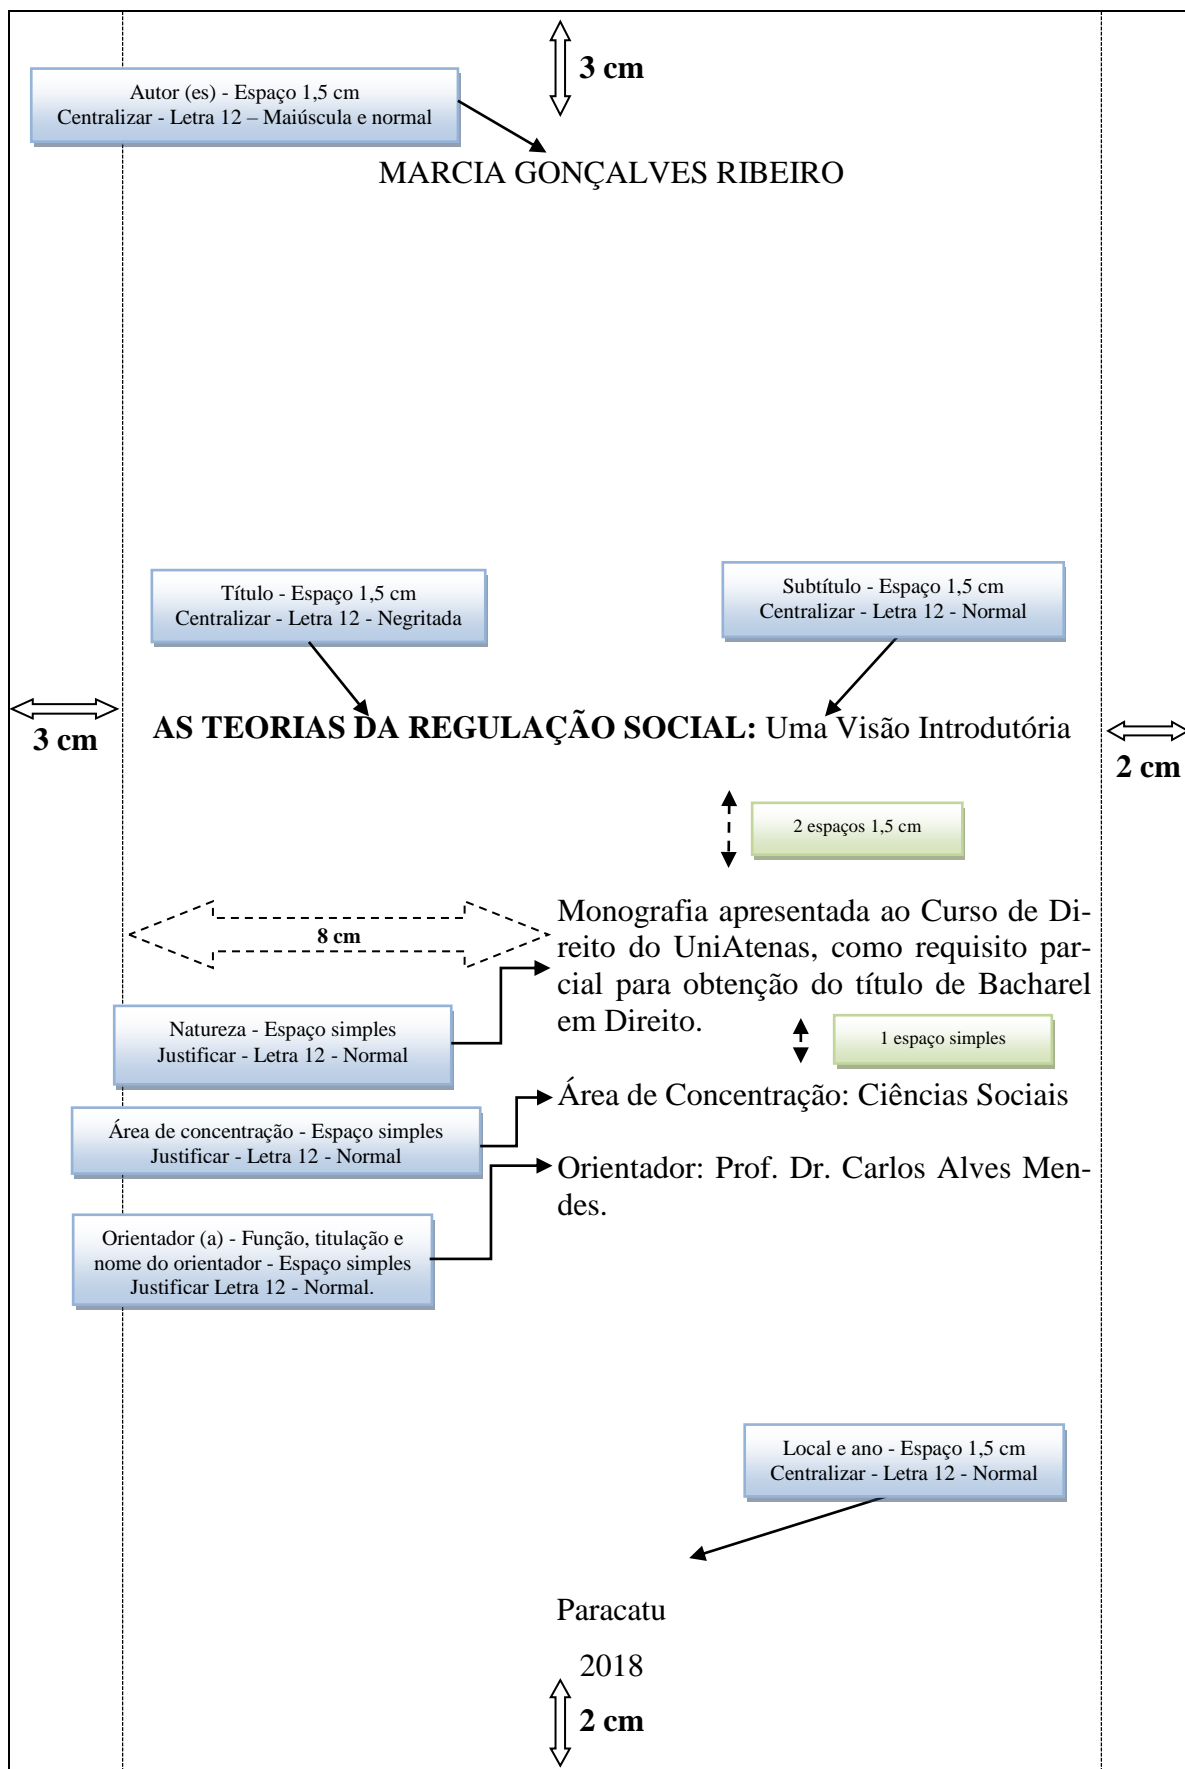 3 cm
Autor (es) - Espaço 1,5 cm
Centralizar - Letra 12 – Maiúscula e normal
MARCIA GONÇALVES RIBEIRO
Título - Espaço 1,5 cm
Centralizar - Letra 12 - Negritada
Subtítulo - Espaço 1,5 cm
Centralizar - Letra 12 - Normal
3 cm
AS TEORIAS DA REGULAÇÃO SOCIAL: Uma Visão Introdutória
2 cm
2 espaços 1,5 cm
8 cm
Monografia apresentada ao Curso de Di-
reito do UniAtenas, como requisito par-
cial para obtenção do título de Bacharel
em Direito.
Natureza - Espaço simples
Justificar - Letra 12 - Normal
1 espaço simples
Área de Concentração: Ciências Sociais
Área de concentração - Espaço simples
Justificar - Letra 12 - Normal
Orientador: Prof. Dr. Carlos Alves Men-
des.
Orientador (a) - Função, titulação e
nome do orientador - Espaço simples
Justificar Letra 12 - Normal.
Local e ano - Espaço 1,5 cm
Centralizar - Letra 12 - Normal
Paracatu
2018
2 cm